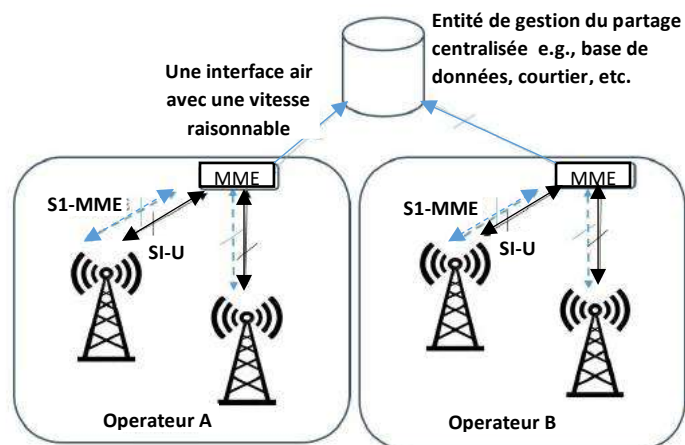 Entité de gestion du partage
centralisée e.g., base de
données, courtier, etc.
Une interface air
avec une vitesse
raisonnable
MME
S1-MME
SI-U
Operateur A
MME
S1-MME
SI-U
Operateur B